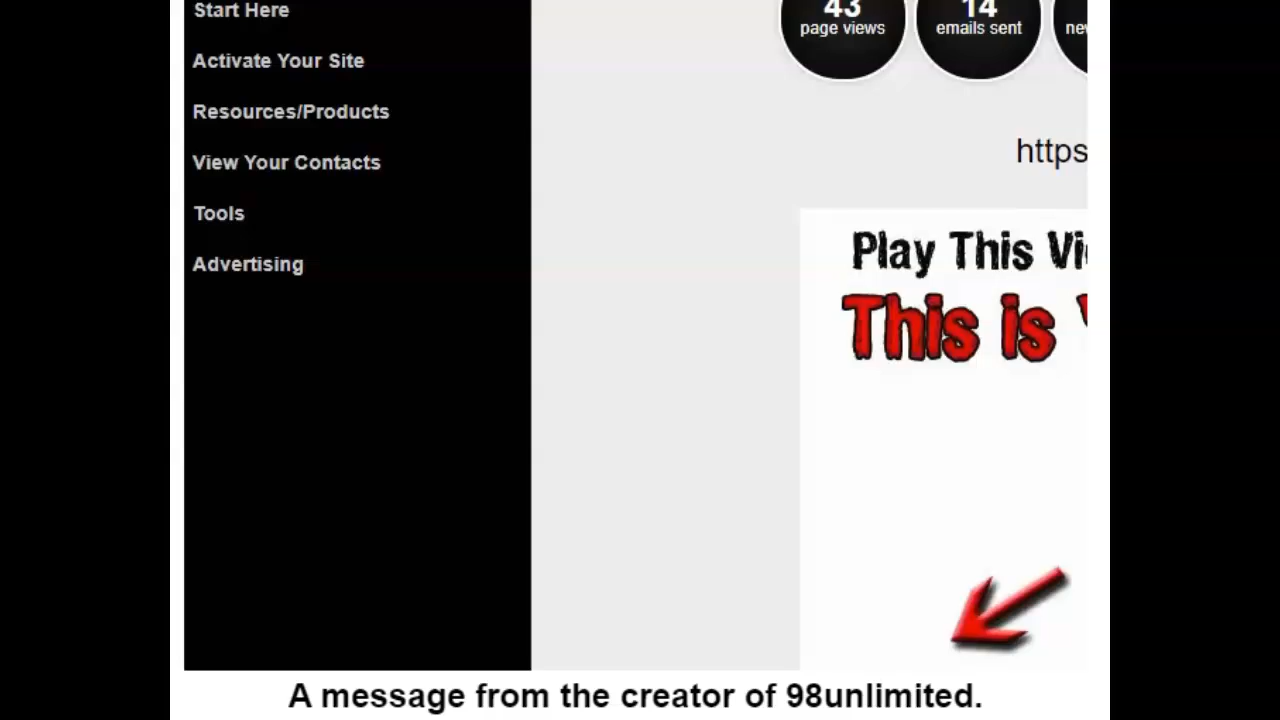 Start Here
Activate Your Site
Resources/Products
View Your Contacts
Tools
Advertising
43
page views
14
emails sent
https
Play This
This is
A message from the creator of 98unlimited.